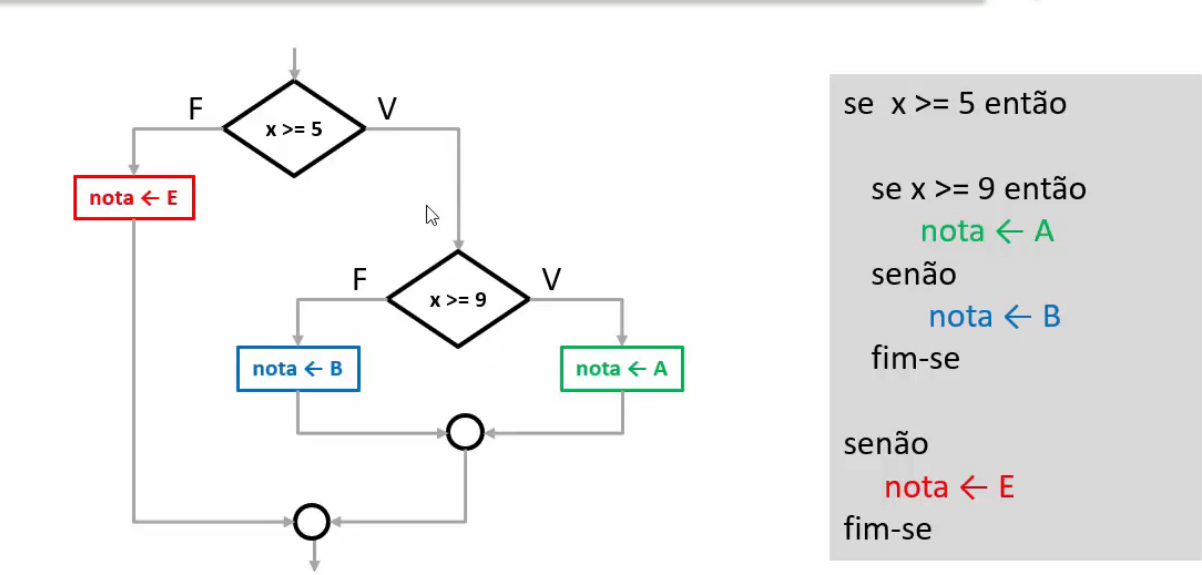 F
V
x >= 5
nota ← E
F
V
x >= 9
nota ← B
nota ← A
se x >= 5 então
se x >= 9 então
nota ← A
senão
nota ← B
fim-se
senão
nota ← E
fim-se